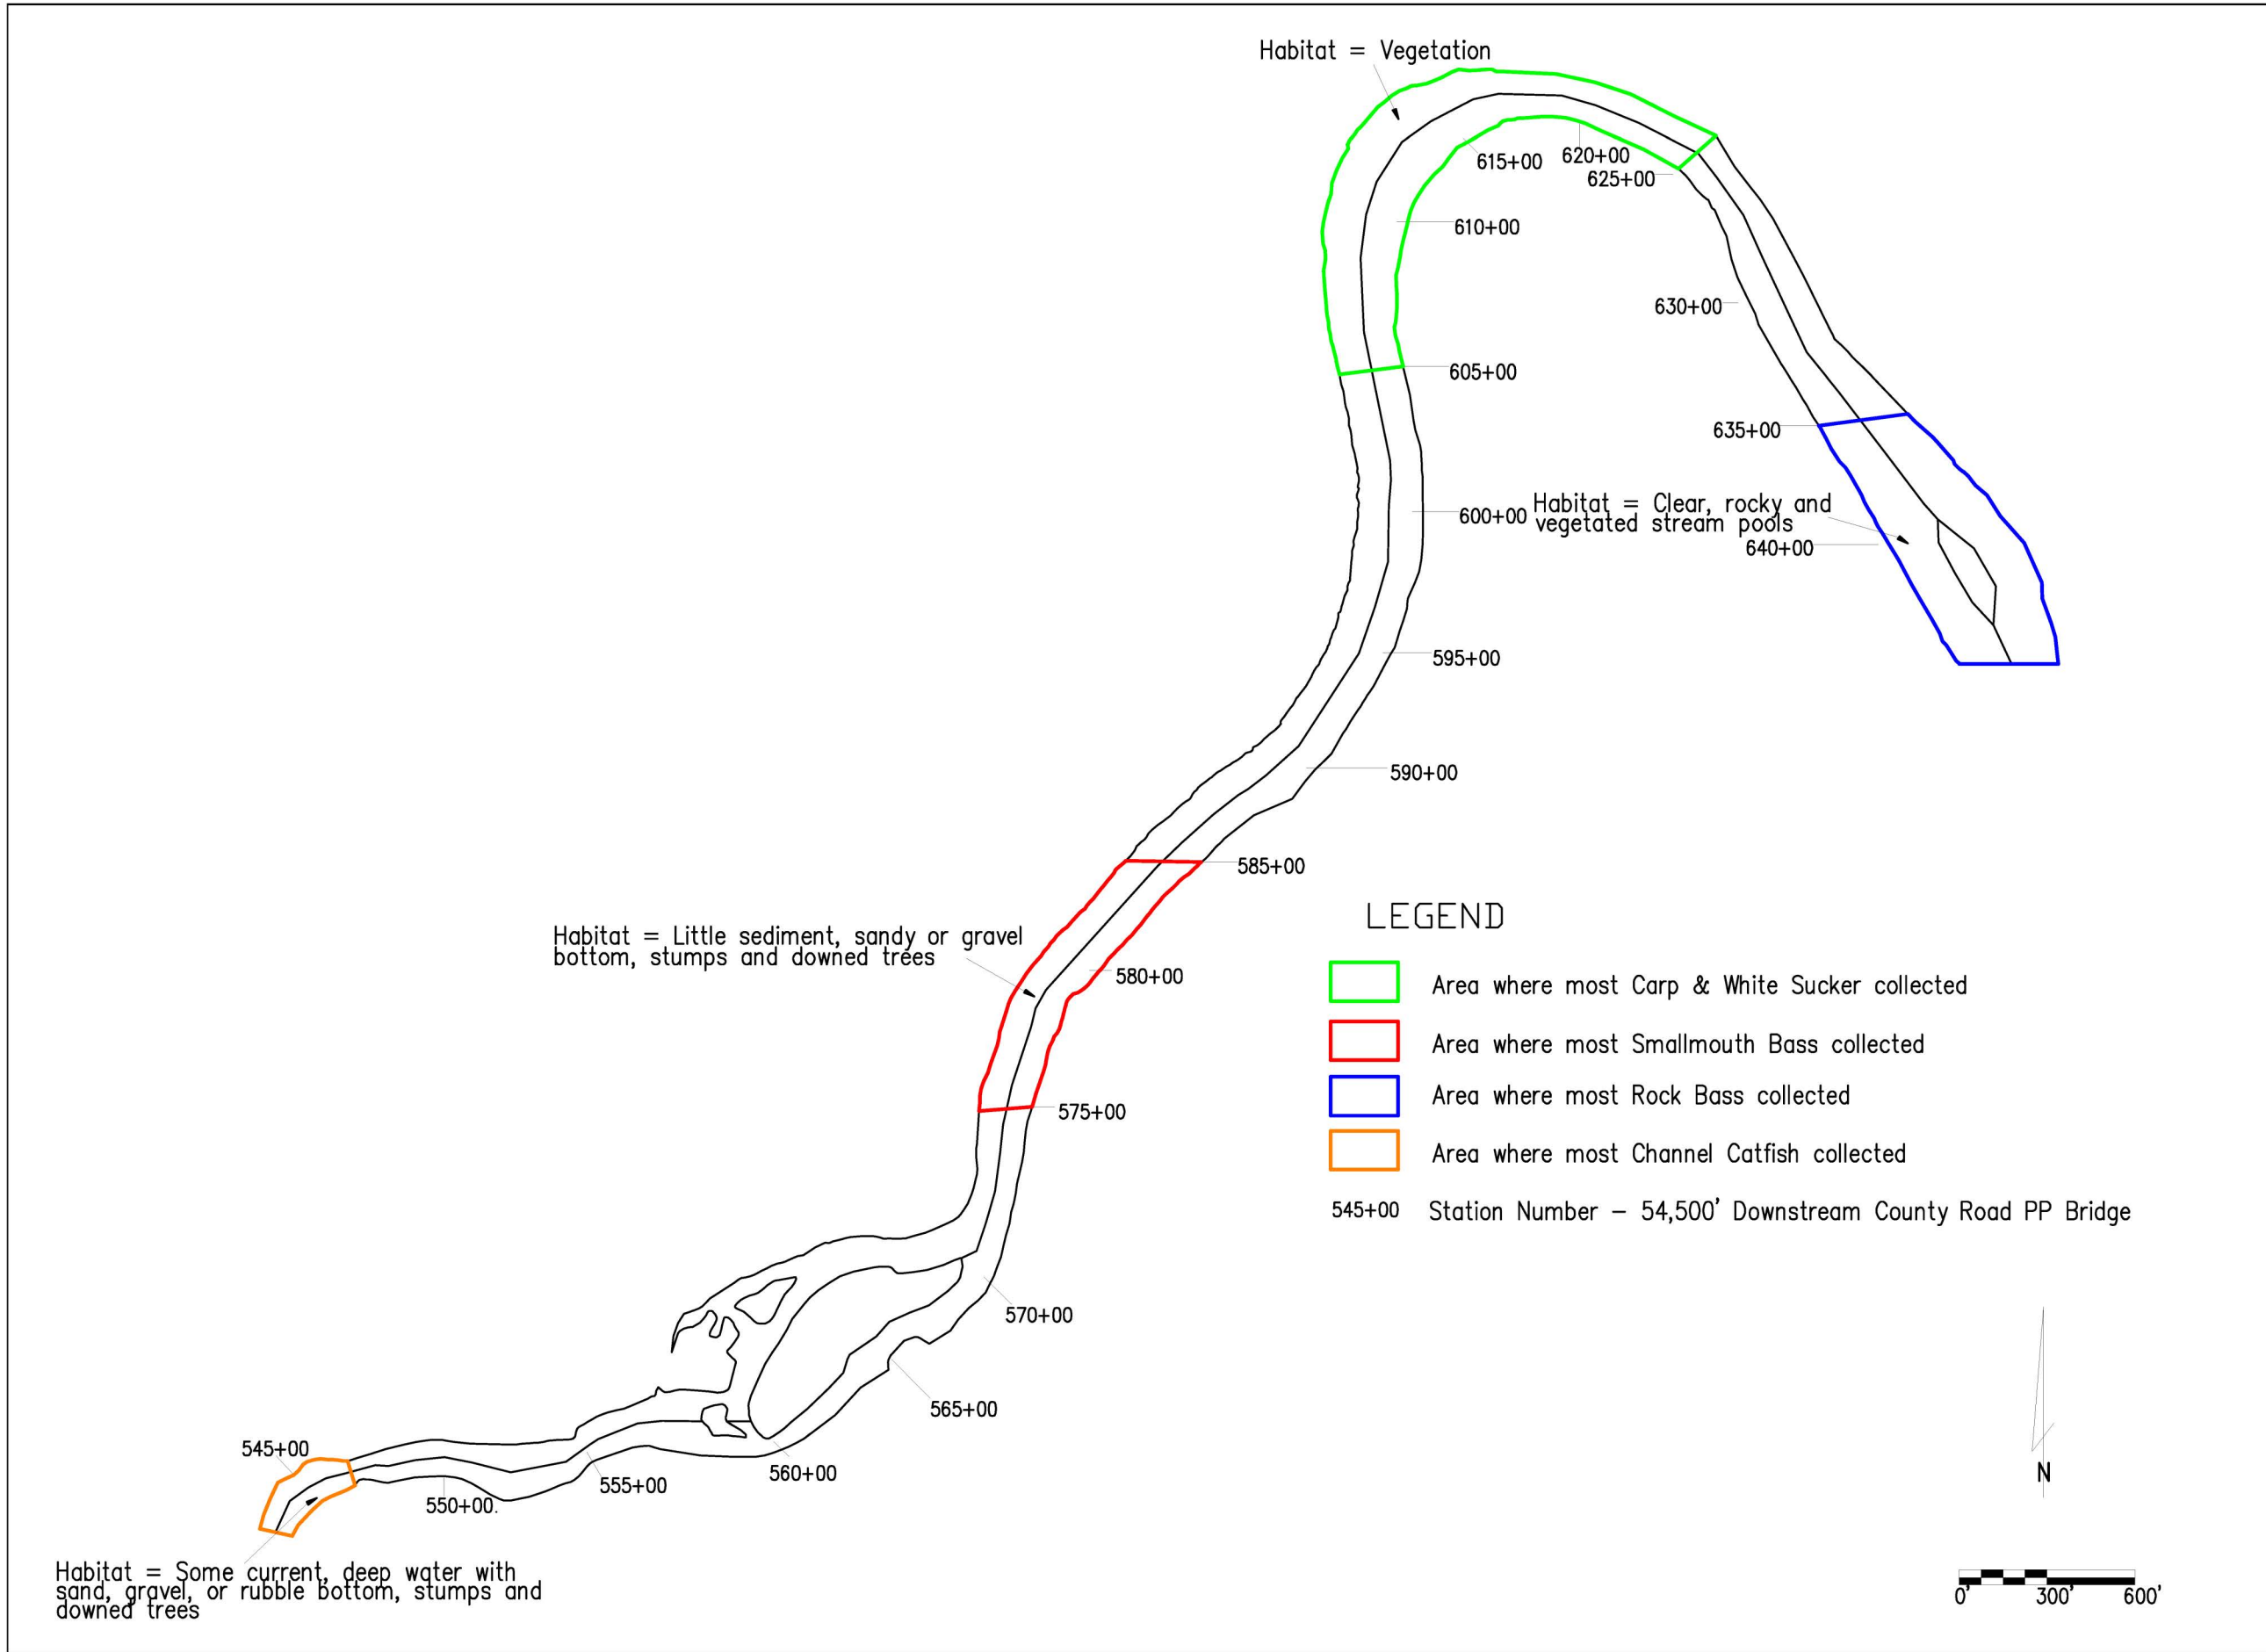 Habitat = Vegetation
615+00
620+00
625+00
610+00
630+00
605+00
635+00
600+00
Habitat = Clear, rocky and
vegetated stream pools
640+00
595+00
590+00
585+00
Habitat = Little sediment, sandy or gravel
bottom, stumps and downed trees
580+00
575+00
570+00
565+00
560+00
555+00
550+00.
545+00
Habitat = Some current, deep water with
sand, gravel, or rubble bottom, stumps and
downed trees
LEGEND
Area where most Carp & White Sucker collected
Area where most Smallmouth Bass collected
Area where most Rock Bass collected
Area where most Channel Catfish collected
545+00 Station Number – 54,500' Downstream County Road PP Bridge
N
0' 300' 600'